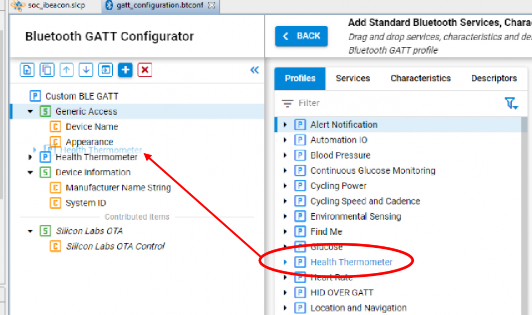 soc_ibeacon.slcp
gatt_configuration.btconf
Bluetooth GATT Configurator
Custom BLE GATT
Generic Access
Device Name
Appearance
Health Thermometer
Health Thermometer
Device Information
Manufacturer Name String
System ID
Contributed items
Silicon Labs OTA
Silicon Labs OTA Control
BACK
Add Standard Bluetooth Services, Charac
Drag and drop services, characteristics and de
Bluetooth GATT profile
Profiles
Services
Characteristics
Descriptors
Filter
Alert Notification
Automation IO
Blood Pressure
Continuous Glucose Monitoring
Cycling Power
Cycling Speed and Cadence
Environmental Sensing
Find Me
Glucose
Health Thermometer
Heart Rate
HID OVER GATT
Location and Navigation